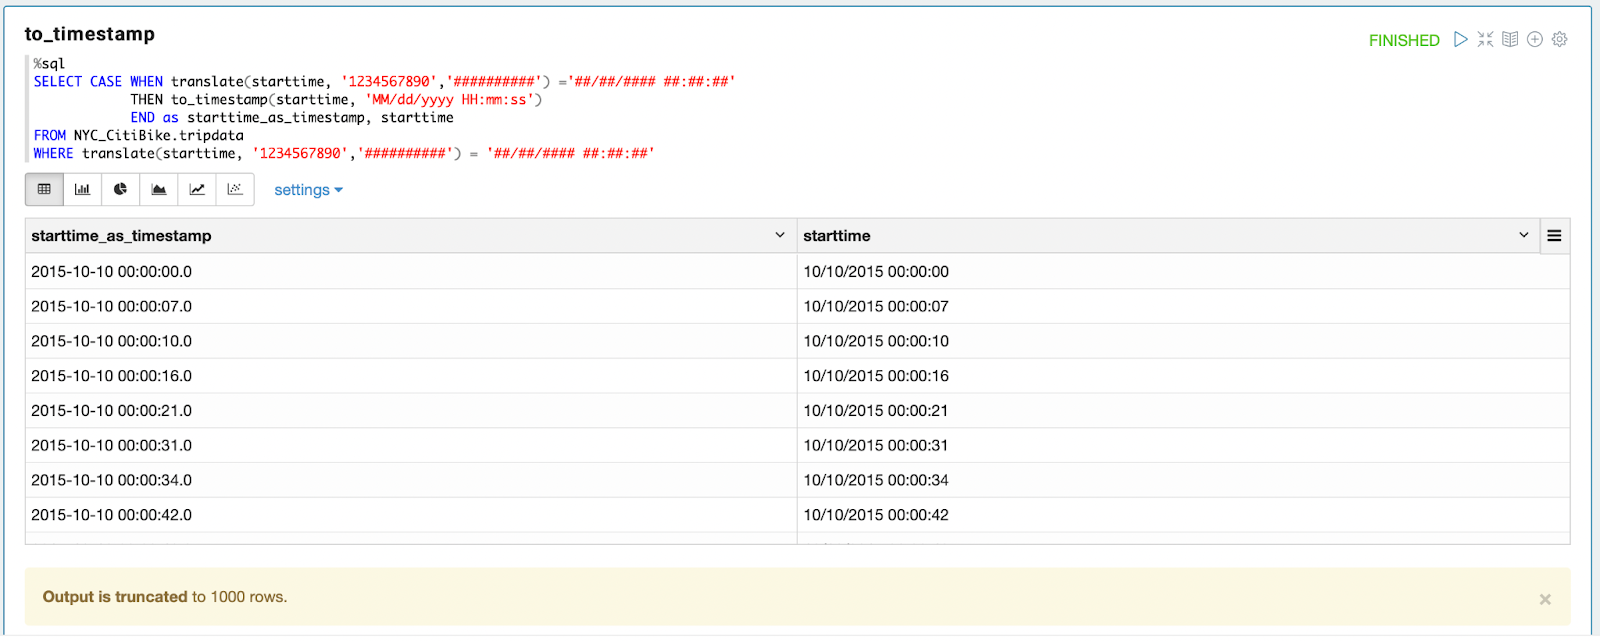 to_timestamp
FINISHED
%sql
SELECT CASE WHEN translate(starttime, '1234567890','##########') ='##/##/#### ##:##:##'
THEN to_timestamp(starttime, 'MM/dd/yyyy HH:mm:ss')
END as starttime_as_timestamp, starttime
FROM NYC_CitiBike.tripdata
WHERE translate(starttime, '1234567890','##########') = '##/##/#### ##:##:##'
settings
starttime_as_timestamp starttime
2015-10-10 00:00:00.0 10/10/2015 00:00:00
2015-10-10 00:00:07.0 10/10/2015 00:00:07
2015-10-10 00:00:10.0 10/10/2015 00:00:10
2015-10-10 00:00:16.0 10/10/2015 00:00:16
2015-10-10 00:00:21.0 10/10/2015 00:00:21
2015-10-10 00:00:31.0 10/10/2015 00:00:31
2015-10-10 00:00:34.0 10/10/2015 00:00:34
2015-10-10 00:00:42.0 10/10/2015 00:00:42
Output is truncated to 1000 rows.